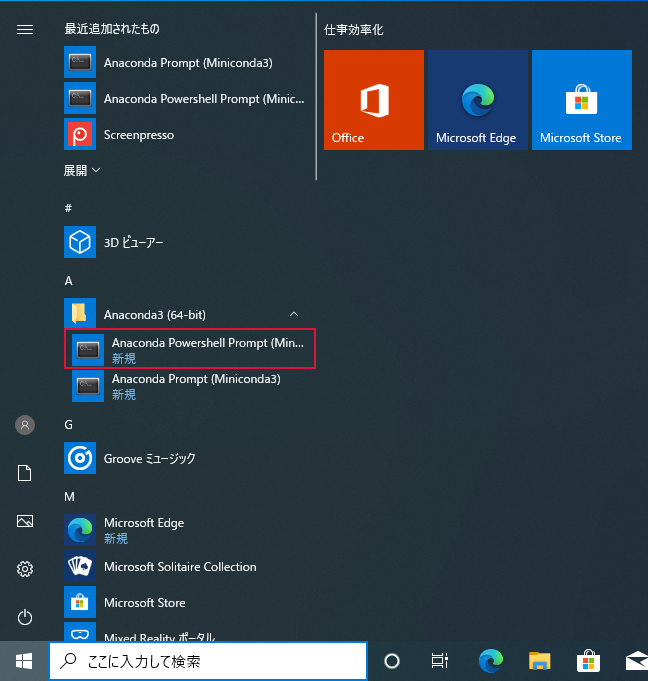 最近追加されたもの
Anaconda Prompt (Miniconda3)
Anaconda Powershell Prompt (Minic...
Screenpresso
展開
#
3D ビューアー
A
Anaconda3 (64-bit)
Anaconda Powershell Prompt (Min...
新規
Anaconda Prompt (Miniconda3)
新規
G
Groove ミュージック
M
Microsoft Edge
新規
Microsoft Solitaire Collection
Microsoft Store
Mixed Reality ポータル
仕事効率化
Office
Microsoft Edge
Microsoft Store
ここに入力して検索